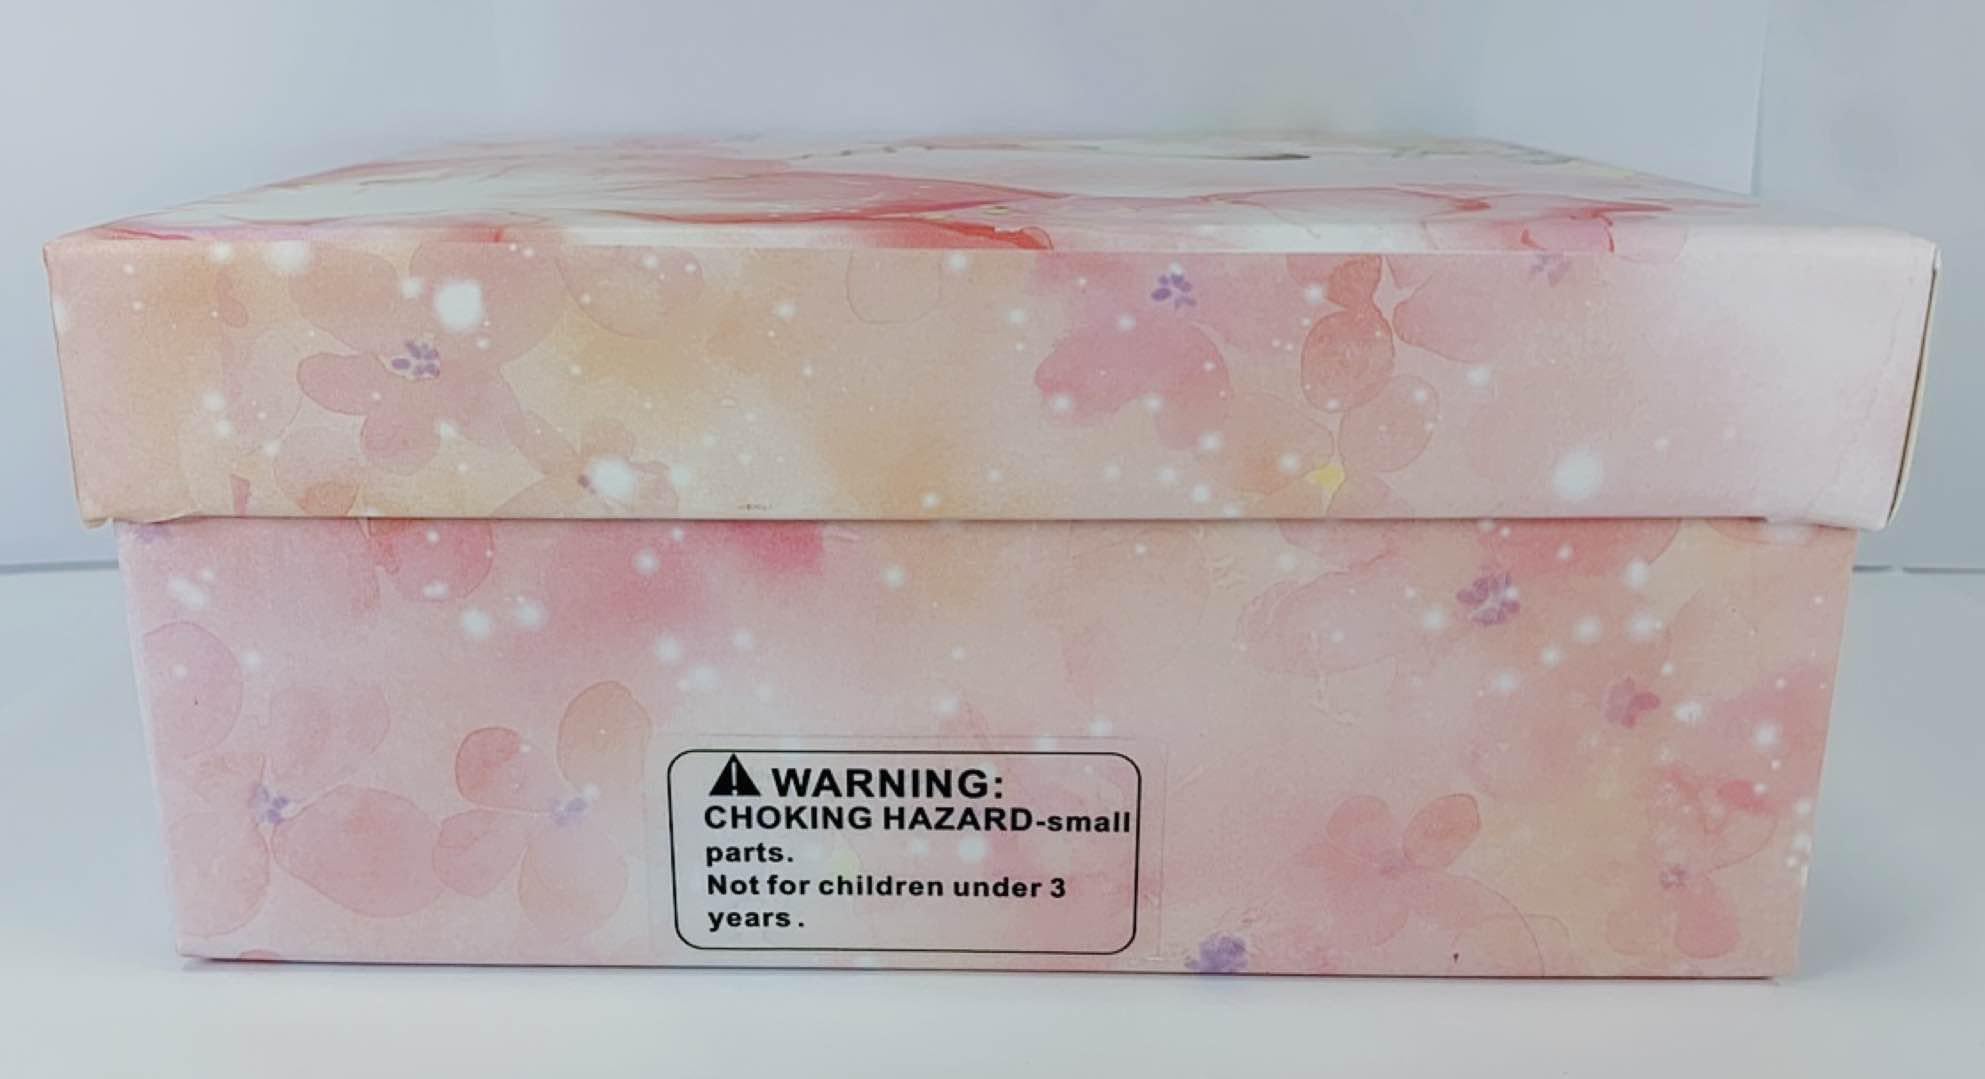 WARNING:
CHOKING HAZARD-small
parts.
Not for children under 3
years.